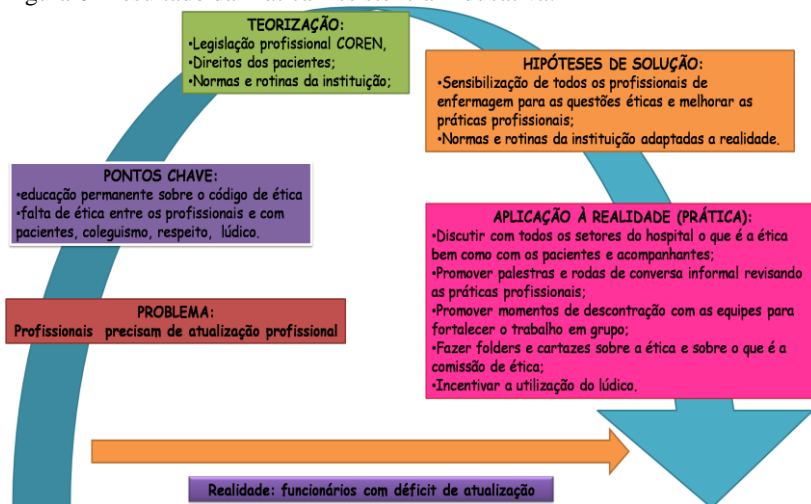 TEORIZAÇÃO:
•Legislação profissional COREN,
•Direitos dos pacientes;
•Normas e rotinas da instituição;
HIPÓTESES DE SOLUÇÃO:
•Sensibilização de todos os profissionais de
enfermagem para as questões éticas e melhorar as
práticas profissionais;
•Normas e rotinas da instituição adaptadas a realidade.
PONTOS CHAVE:
•educação permanente sobre o código de ética
•falta de ética entre os profissionais e com
pacientes, coleguismo, respeito, lúdico.
APLICAÇÃO À REALIDADE (PRÁTICA):
•Discutir com todos os setores do hospital o que é a ética
bem como com os pacientes e acompanhantes;
•Promover palestras e rodas de conversa informal revisando
as práticas profissionais;
•Promover momentos de descontração com as equipes para
fortalecer o trabalho em grupo;
•Fazer folders e cartazes sobre a ética e sobre o que é a
comissão de ética;
•Incentivar a utilização do lúdico.
PROBLEMA:
Profissionais precisam de atualização profissional
Realidade: funcionários com déficit de atualização